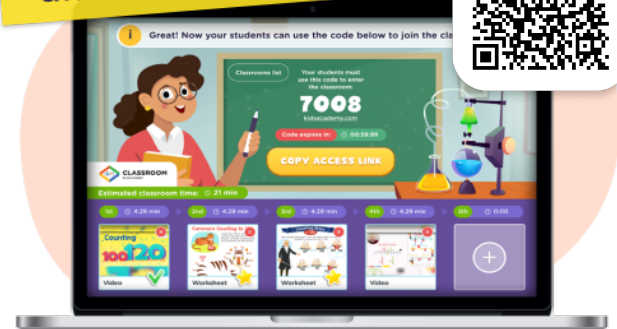 Great! Now your students can use the code below to join the cla
Classrooms list
Your students must
use this code to enter
the classroom:
7008
kidsacademy.com
Code expires in: 00:59:99
COPY ACCESS LINK
CLASSROOM
Estimated classroom time: 21 min
1st 4.29 min 2nd 4.29 min 3rd 4.29 min 4th 4.29 min 5th 0:00
Counting
100 120
Video
Worksheet
Worksheet
Video